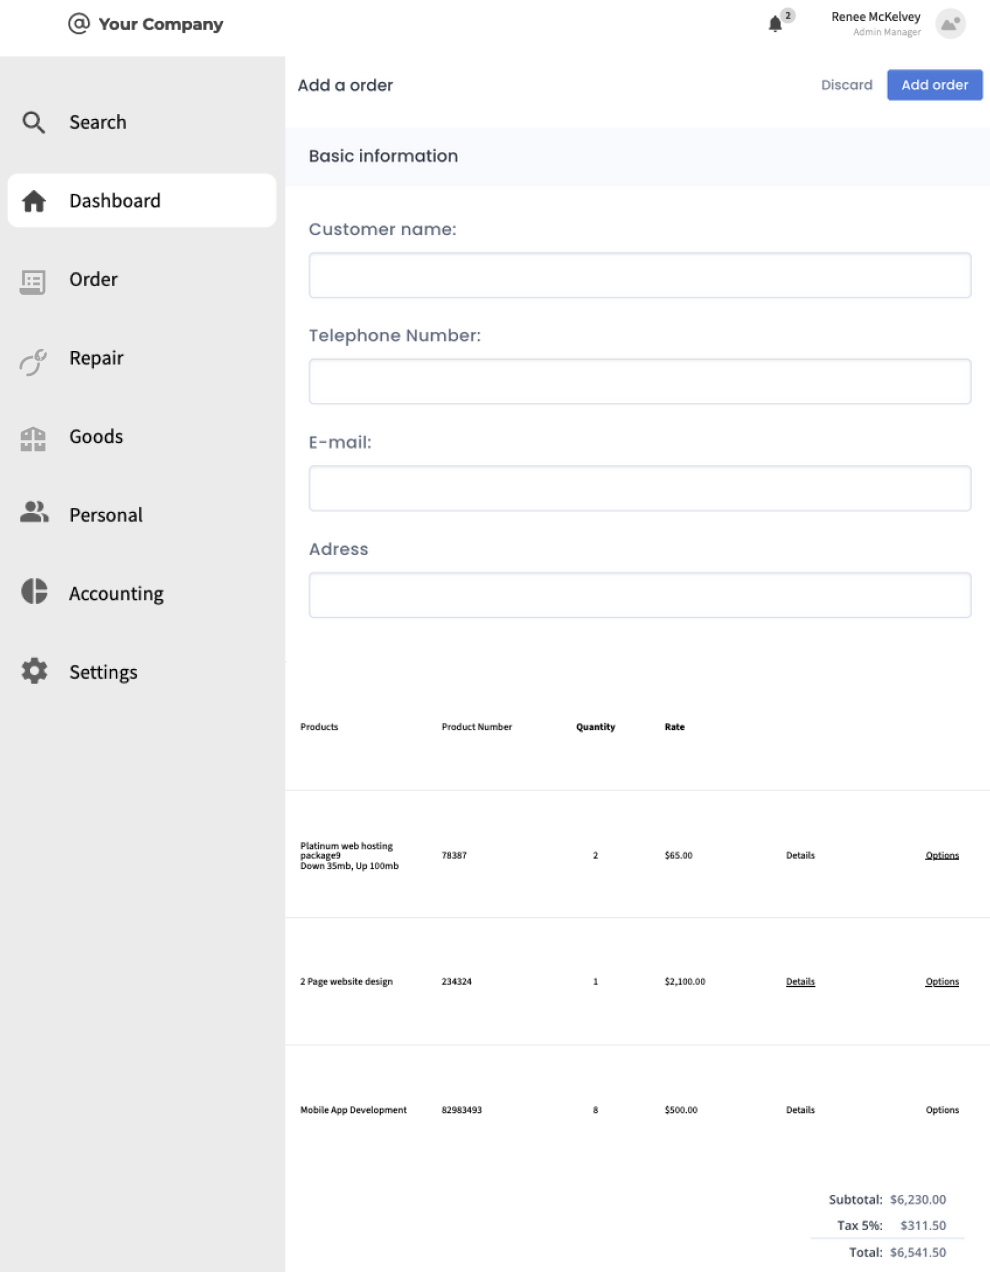 @ Your Company
2
Renee McKelvey
Admin Manager
Search
Dashboard
Order
Repair
Goods
Personal
Accounting
Settings
Add a order
Discard
Add order
Basic information
Customer name:
Telephone Number:
E-mail:
Adress
Products Product Number Quantity Rate
Platinum web hosting
package9
Down 35mb, Up 100mb
78387 2 $65.00 Details Options
2 Page website design 234324 1 $2,100.00 Details Options
Mobile App Development 82983493 8 $500.00 Details Options
Subtotal: $6,230.00
Tax 5%: $311.50
Total: $6,541.50